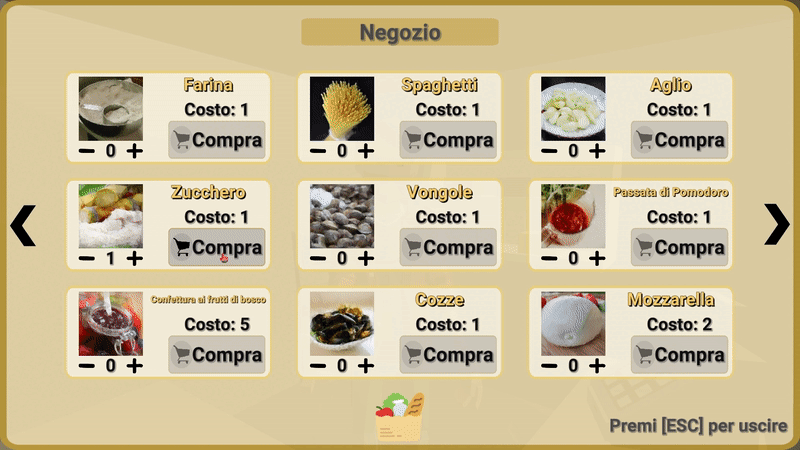 Negozio
Farina
Costo: 1
Compra
0
Spaghetti
Costo: 1
Compra
0
Aglio
Costo: 1
Compra
0
Zucchero
Costo: 1
Compra
1
Vongole
Costo: 1
Compra
0
Passata di Pomodoro
Costo: 1
Compra
0
Confettura ai frutti di bosco
Costo: 5
Compra
0
Cozze
Costo: 1
Compra
0
Mozzarella
Costo: 2
Compra
0
Premi [ESC] per uscire